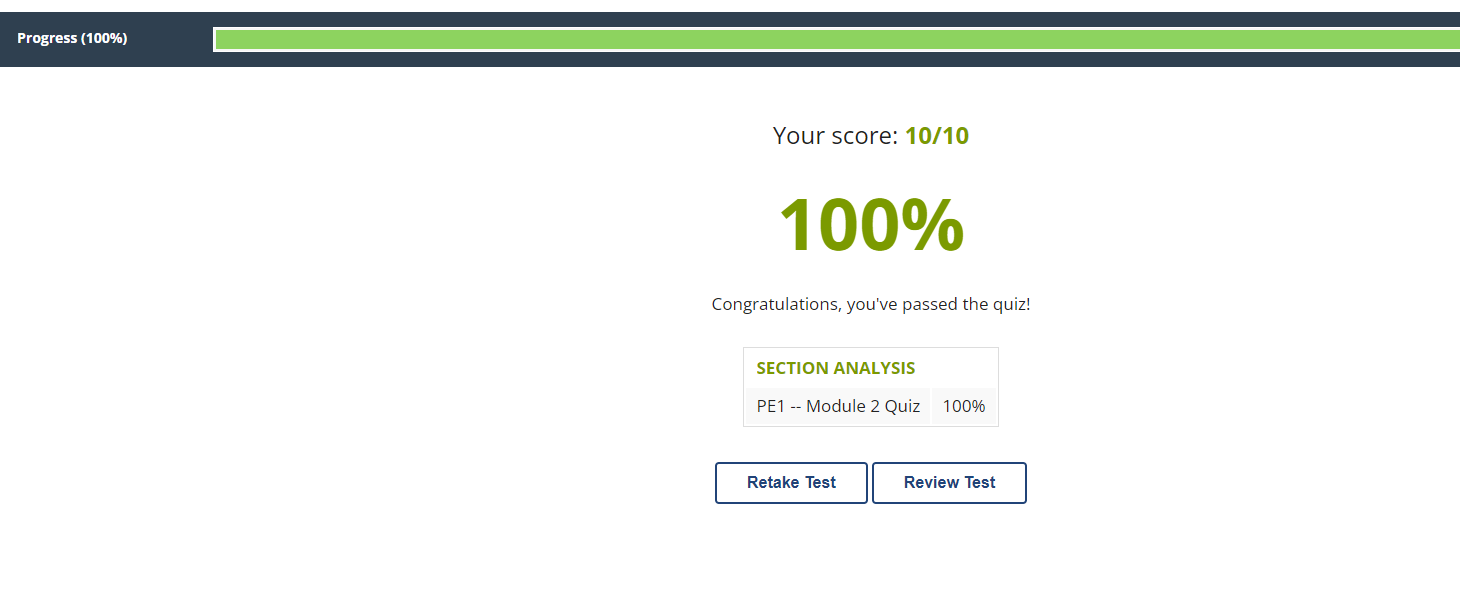 Progress (100%)
Your score: 10/10
100%
Congratulations, you've passed the quiz!
SECTION ANALYSIS
PE1 -- Module 2 Quiz 100%
Retake Test Review Test